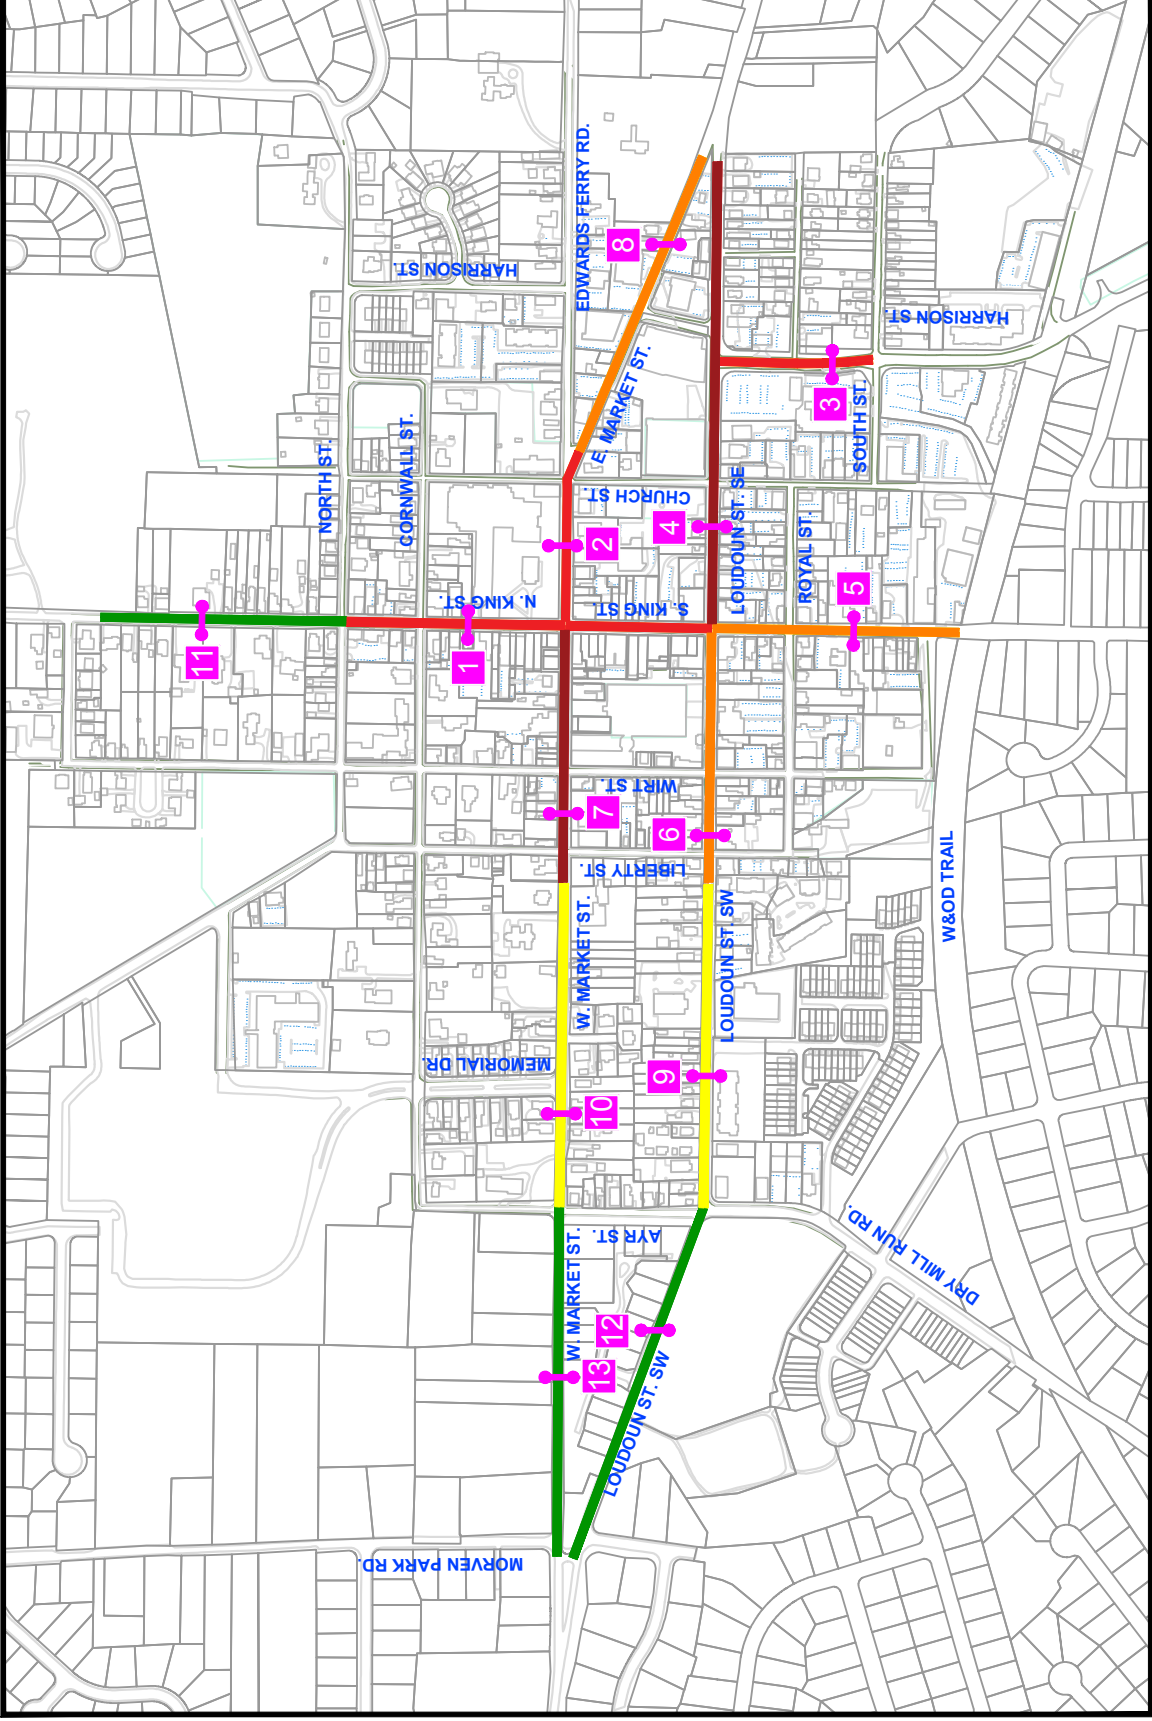 EDWARDS FERRY RD.
8
HARRISON ST.
HARRISON ST.
E. MARKET ST.
3
SOUTH ST.
NORTH ST.
CORNWALL ST.
CHURCH ST.
4
LOUDOUN ST. SE
2
ROYAL ST.
5
N. KING ST.
S. KING ST.
11
1
WIRT ST.
7
6
LIBERTY ST.
W&OD TRAIL
W. MARKET ST.
LOUDOUN ST. SW
MEMORIAL DR.
9
10
AYR ST.
DRY MILL RUN RD.
W. MARKET ST.
12
13
LOUDOUN ST. SW
MORVEN PARK RD.